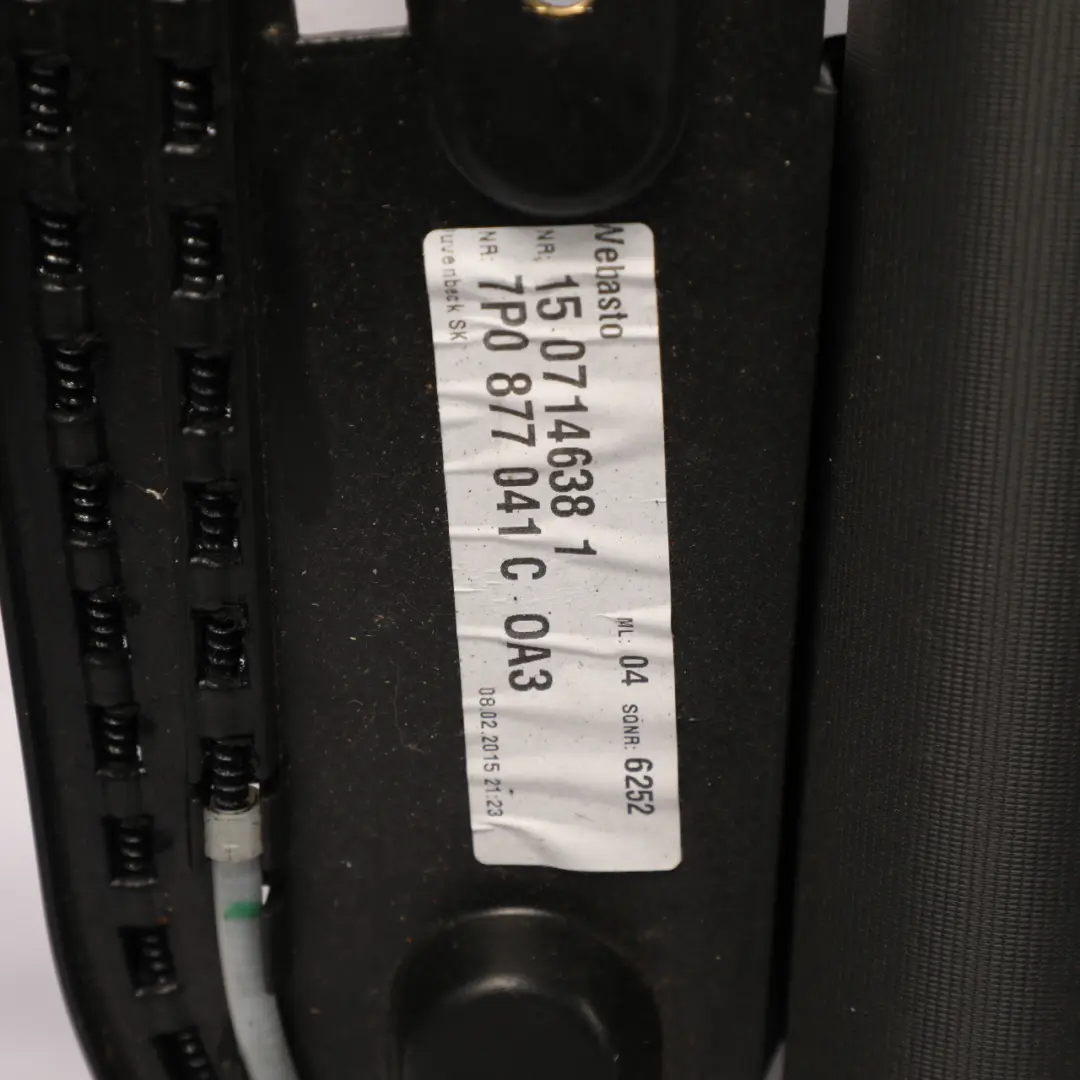 Webasto
ML: 04 SQNR: 6252
NR: 15 0714638 1
NR: 7P0 877 041 C 0A3
uvenbeck SK
08.02.2015 21:23